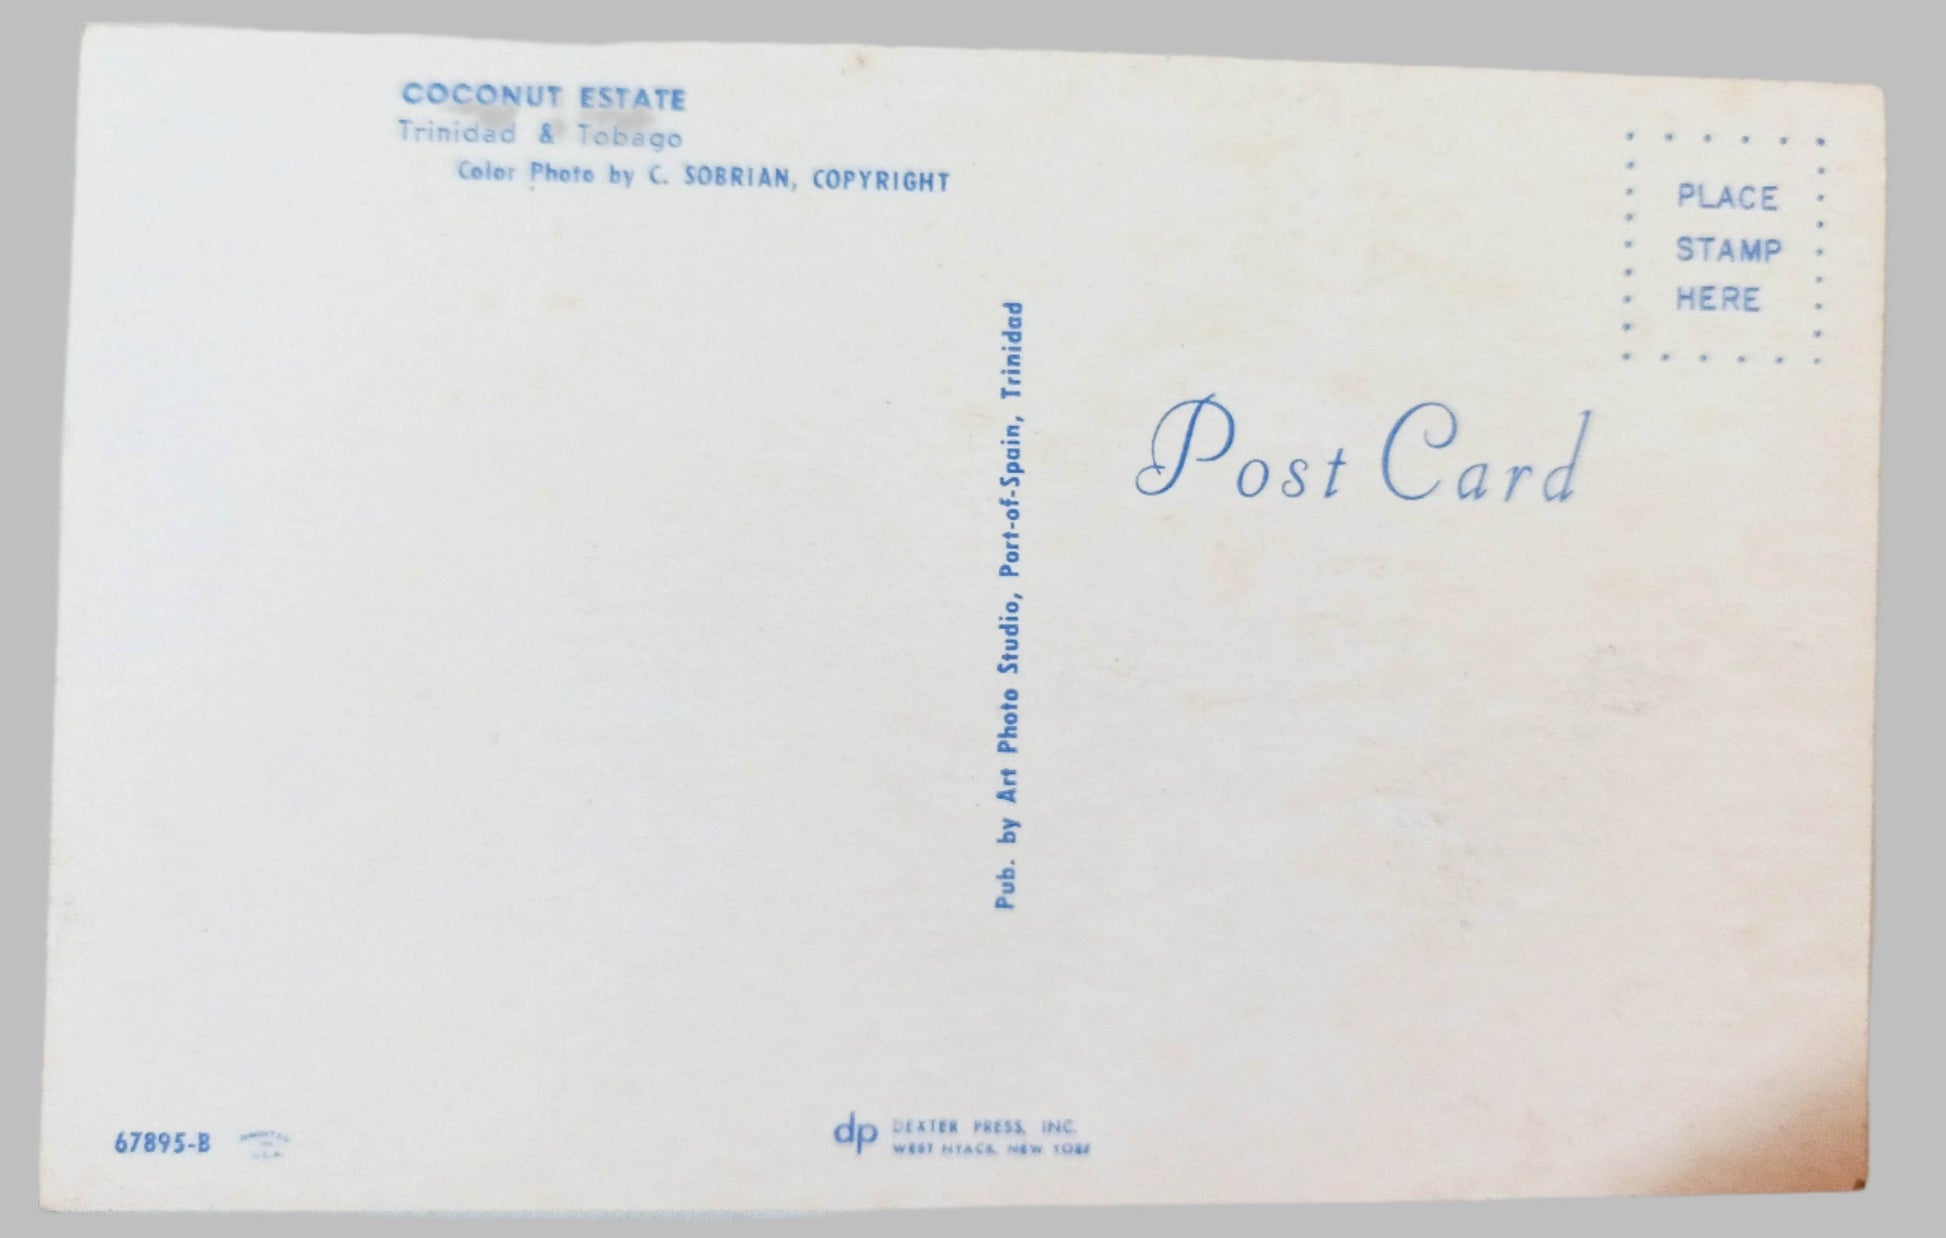 COCONUT ESTATE
Trinidad & Tobago
Color Photo by C. SOBRIAN, COPYRIGHT
PLACE
STAMP
HERE
Post Card
Pub. by Art Photo Studio, Port-of-Spain, Trinidad
67895-B
dp DEXTER PRESS, INC.
WEST NYACK, NEW YORK